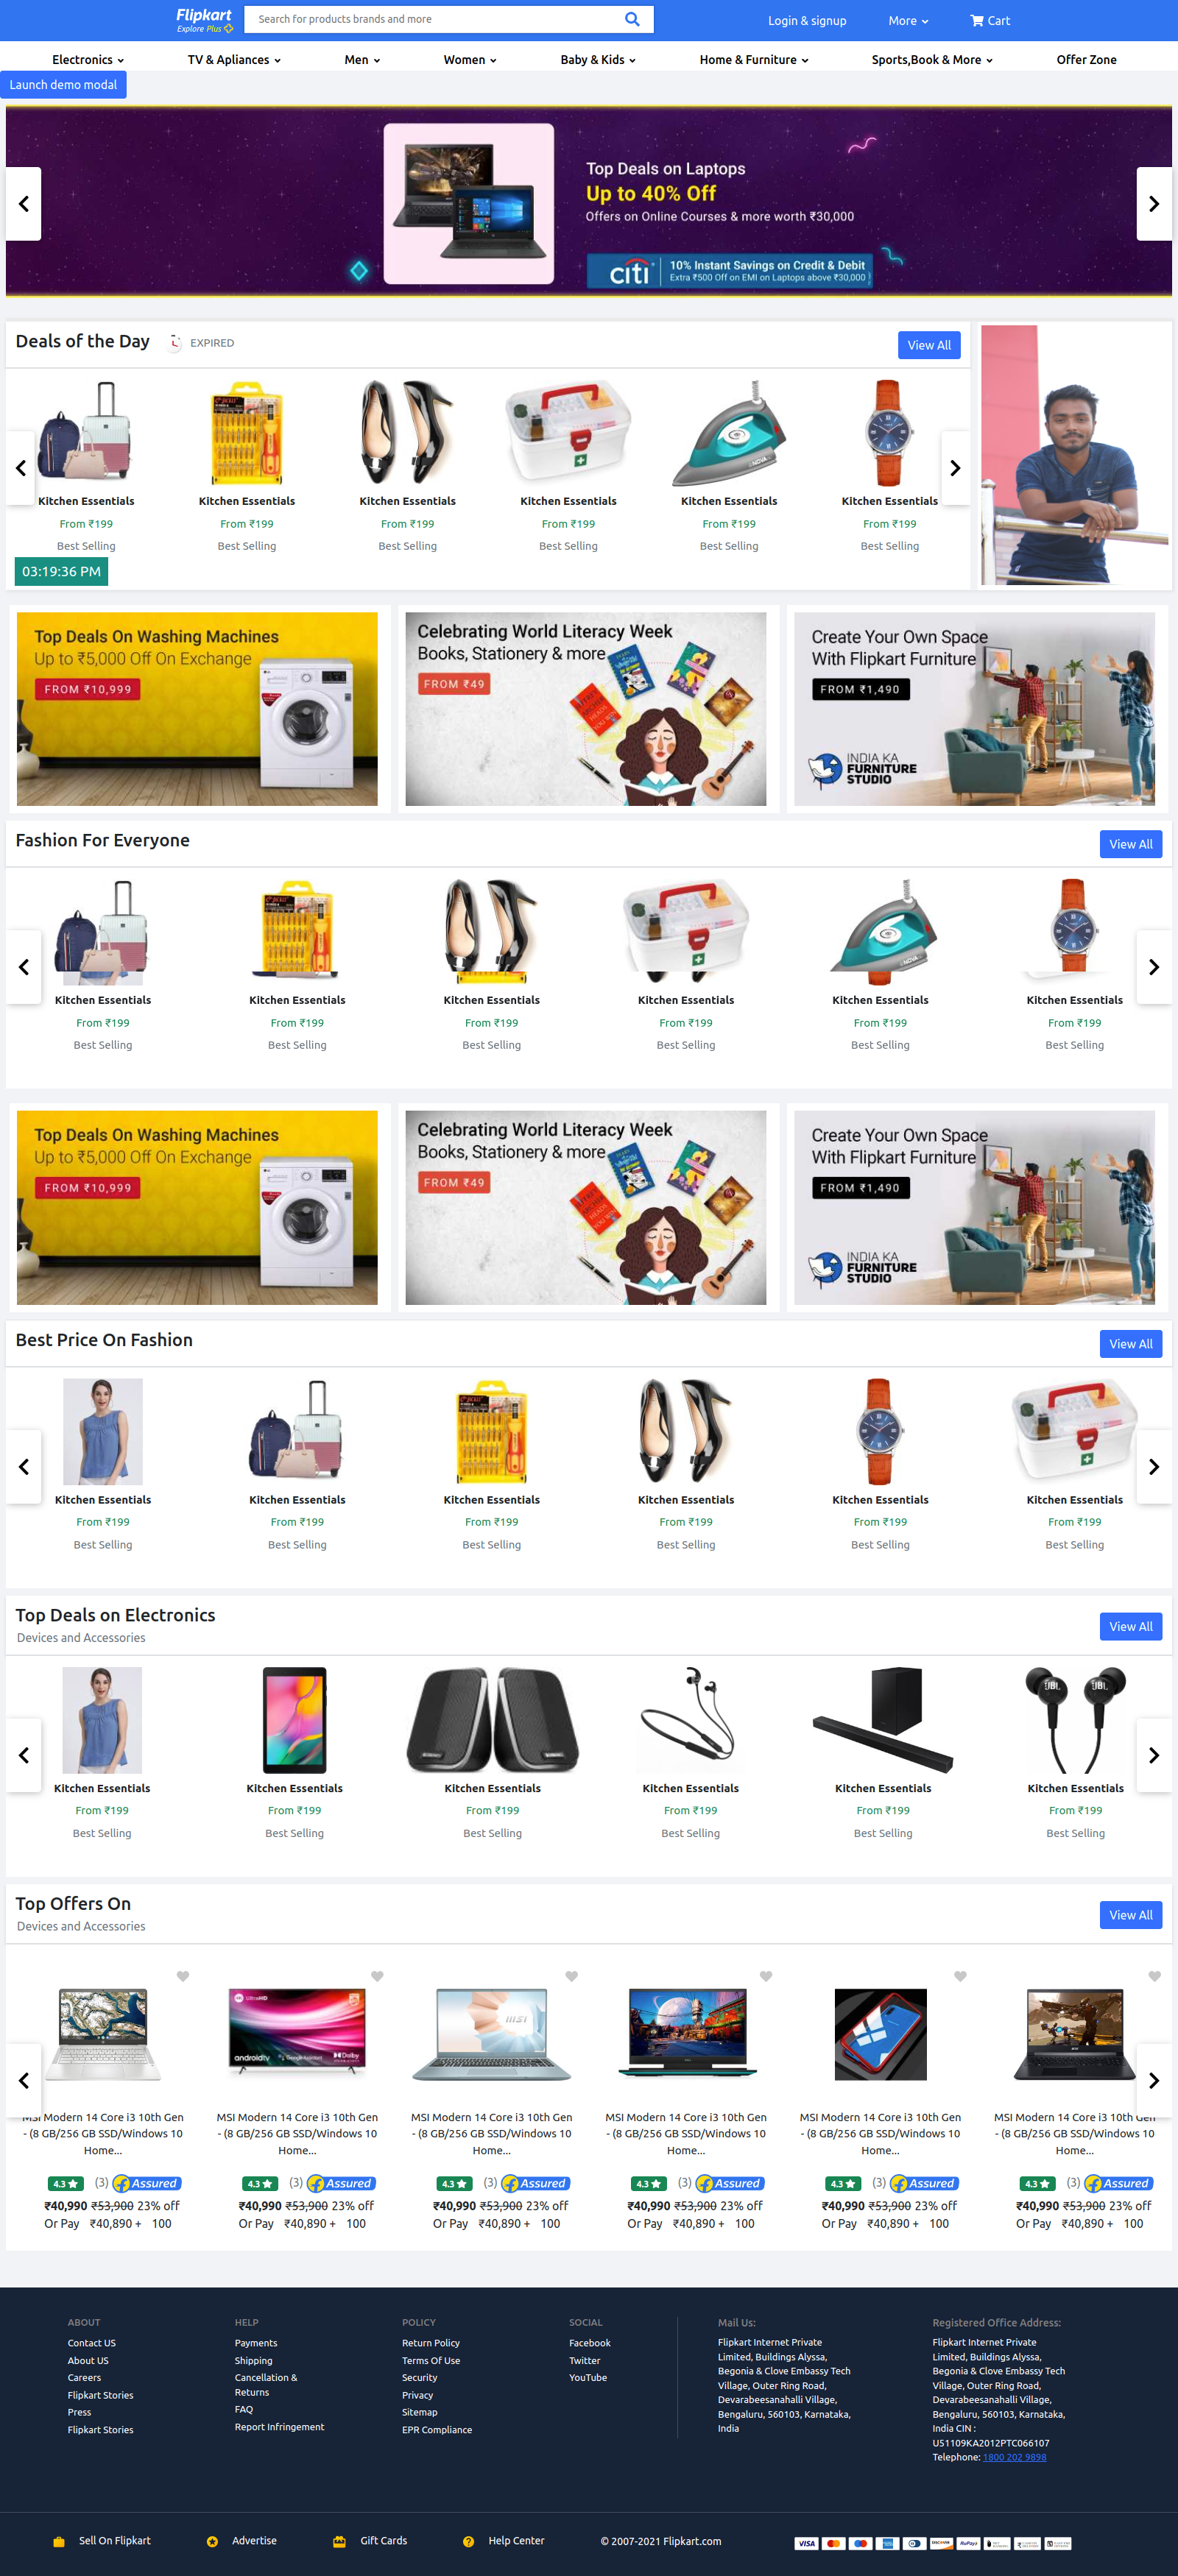 Flipkart
Explore Plus
Search for products brands and more
Login & signup
More
Cart
Electronics
TV & Apliances
Men
Women
Baby & Kids
Home & Furniture
Sports,Book & More
Offer Zone
Launch demo modal
Top Deals on Laptops
Up to 40% Off
Offers on Online Courses & more worth ₹30,000
citi
10% Instant Savings on Credit & Debit
Extra ₹500 Off on EMI on Laptops above ₹30,000
Deals of the Day
EXPIRED
View All
Kitchen Essentials
From ₹199
Best Selling
Kitchen Essentials
From ₹199
Best Selling
Kitchen Essentials
From ₹199
Best Selling
Kitchen Essentials
From ₹199
Best Selling
Kitchen Essentials
From ₹199
Best Selling
Kitchen Essentials
From ₹199
Best Selling
03:19:36 PM
Top Deals On Washing Machines
Up to ₹5,000 Off On Exchange
FROM ₹10,999
Celebrating World Literacy Week
Books, Stationery & more
FROM ₹49
Create Your Own Space
With Flipkart Furniture
FROM ₹1,490
INDIA KA
FURNITURE
STUDIO
Fashion For Everyone
View All
Kitchen Essentials
From ₹199
Best Selling
Kitchen Essentials
From ₹199
Best Selling
Kitchen Essentials
From ₹199
Best Selling
Kitchen Essentials
From ₹199
Best Selling
Kitchen Essentials
From ₹199
Best Selling
Kitchen Essentials
From ₹199
Best Selling
Top Deals On Washing Machines
Up to ₹5,000 Off On Exchange
FROM ₹10,999
Celebrating World Literacy Week
Books, Stationery & more
FROM ₹49
Create Your Own Space
With Flipkart Furniture
FROM ₹1,490
INDIA KA
FURNITURE
STUDIO
Best Price On Fashion
View All
Kitchen Essentials
From ₹199
Best Selling
Kitchen Essentials
From ₹199
Best Selling
Kitchen Essentials
From ₹199
Best Selling
Kitchen Essentials
From ₹199
Best Selling
Kitchen Essentials
From ₹199
Best Selling
Kitchen Essentials
From ₹199
Best Selling
Top Deals on Electronics
Devices and Accessories
View All
Kitchen Essentials
From ₹199
Best Selling
Kitchen Essentials
From ₹199
Best Selling
Kitchen Essentials
From ₹199
Best Selling
Kitchen Essentials
From ₹199
Best Selling
Kitchen Essentials
From ₹199
Best Selling
JBL
JBL
Kitchen Essentials
From ₹199
Best Selling
Top Offers On
Devices and Accessories
View All
MSI Modern 14 Core i3 10th Gen
- (8 GB/256 GB SSD/Windows 10
Home...
4.3 (3) Assured
₹40,990 ₹53,900 23% off
Or Pay ₹40,890 + 100
UltraHD
androidtv
Google Assistant
Dolby
MSI Modern 14 Core i3 10th Gen
- (8 GB/256 GB SSD/Windows 10
Home...
4.3 (3) Assured
₹40,990 ₹53,900 23% off
Or Pay ₹40,890 + 100
msi
MSI Modern 14 Core i3 10th Gen
- (8 GB/256 GB SSD/Windows 10
Home...
4.3 (3) Assured
₹40,990 ₹53,900 23% off
Or Pay ₹40,890 + 100
MSI Modern 14 Core i3 10th Gen
- (8 GB/256 GB SSD/Windows 10
Home...
4.3 (3) Assured
₹40,990 ₹53,900 23% off
Or Pay ₹40,890 + 100
MSI Modern 14 Core i3 10th Gen
- (8 GB/256 GB SSD/Windows 10
Home...
4.3 (3) Assured
₹40,990 ₹53,900 23% off
Or Pay ₹40,890 + 100
MSI Modern 14 Core i3 10th Gen
- (8 GB/256 GB SSD/Windows 10
Home...
4.3 (3) Assured
₹40,990 ₹53,900 23% off
Or Pay ₹40,890 + 100
ABOUT
Contact US
About US
Careers
Flipkart Stories
Press
Flipkart Stories
HELP
Payments
Shipping
Cancellation &
Returns
FAQ
Report Infringement
POLICY
Return Policy
Terms Of Use
Security
Privacy
Sitemap
EPR Compliance
SOCIAL
Facebook
Twitter
YouTube
Mail Us:
Flipkart Internet Private
Limited, Buildings Alyssa,
Begonia & Clove Embassy Tech
Village, Outer Ring Road,
Devarabeesanahalli Village,
Bengaluru, 560103, Karnataka,
India
Registered Office Address:
Flipkart Internet Private
Limited, Buildings Alyssa,
Begonia & Clove Embassy Tech
Village, Outer Ring Road,
Devarabeesanahalli Village,
Bengaluru, 560103, Karnataka,
India CIN :
U51109KA2012PTC066107
Telephone: 1800 202 9898
Sell On Flipkart
Advertise
Gift Cards
Help Center
© 2007-2021 Flipkart.com
VISA
DISCOVER
RuPay